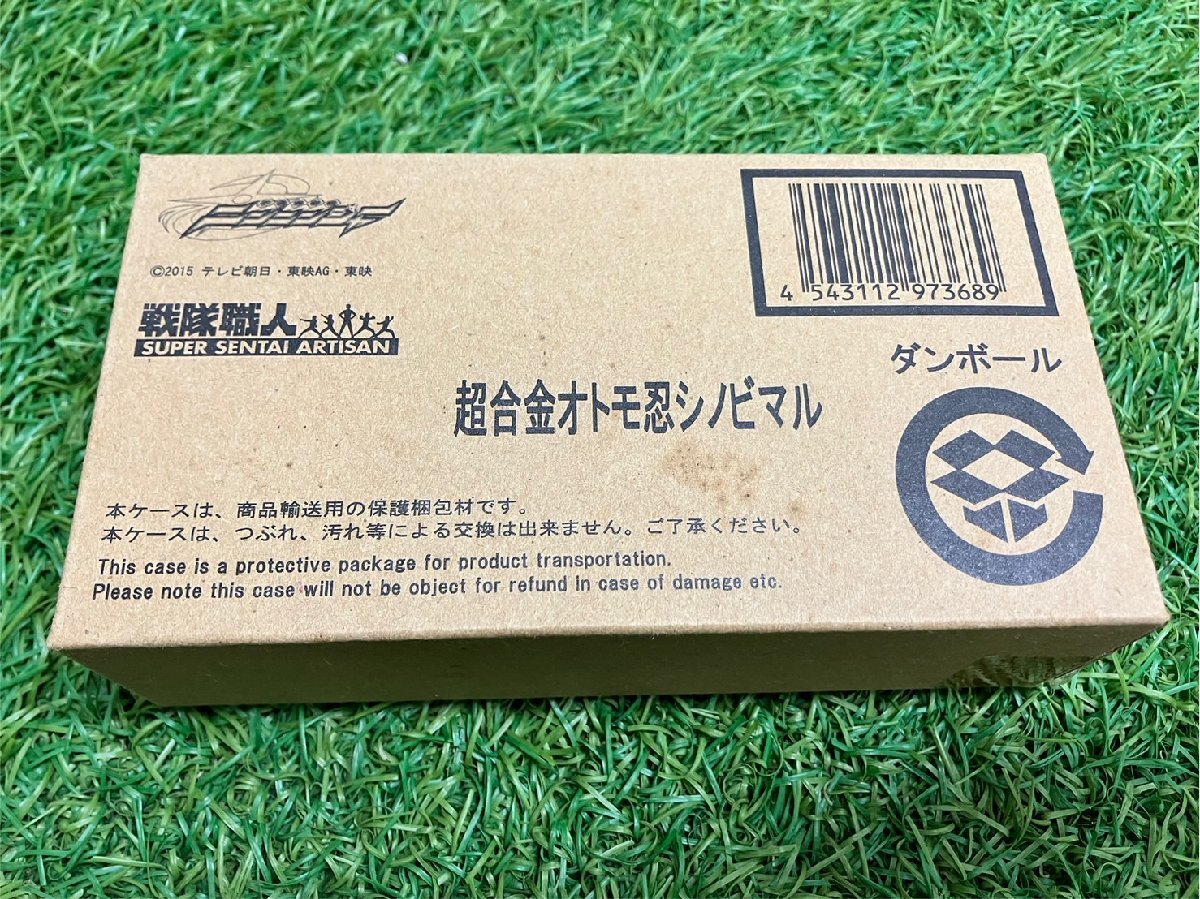 ニンニンジャー
©2015 テレビ朝日・東映AG・東映
戦隊職人
SUPER SENTAI ARTISAN
4 543112 973689
ダンボール
超合金オトモ忍シノビマル
本ケースは、商品輸送用の保護梱包材です。
本ケースは、つぶれ、汚れ等による交換は出来ません。ご了承ください。
This case is a protective package for product transportation.
Please note this case will not be object for refund in case of damage etc.